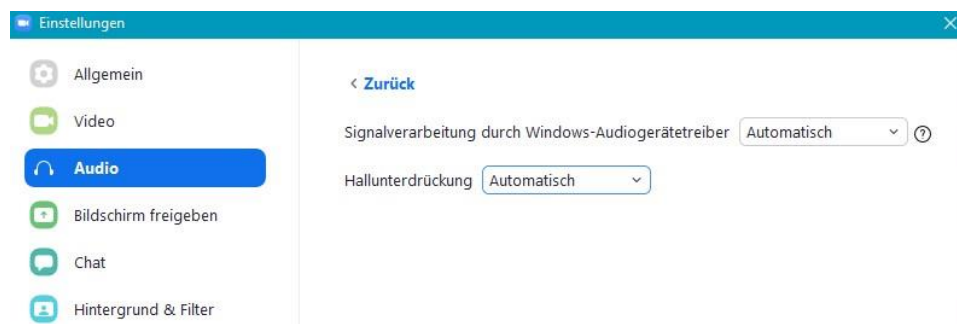 Einstellungen
Allgemein
Video
Audio
Bildschirm freigeben
Chat
Hintergrund & Filter
< Zurück
Signalverarbeitung durch Windows-Audiogerätetreiber Automatisch ?
Hallunterdrückung Automatisch